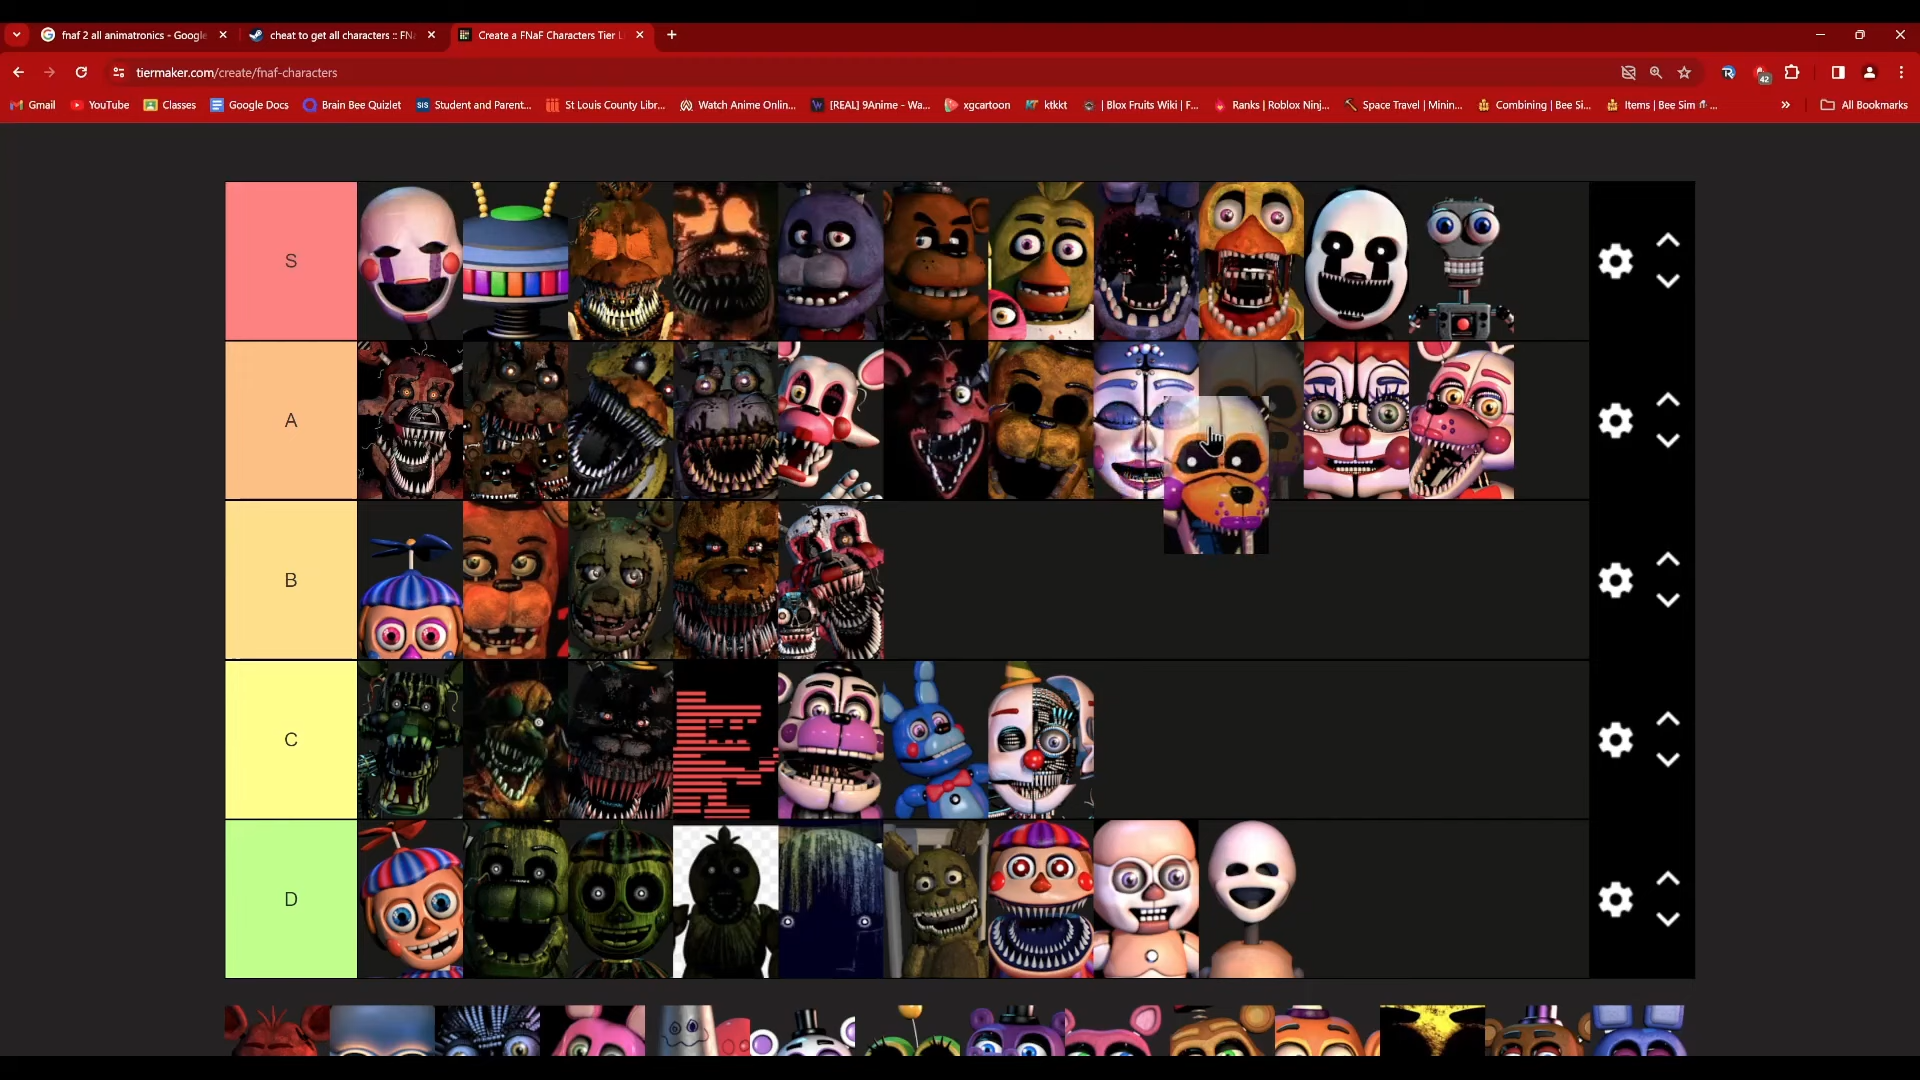 fnaf 2 all animatronics - Google
cheat to get all characters :: FN
Create a FNaF Characters Tier L
tiermaker.com/create/fnaf-characters
42
Gmail
YouTube
Classes
Google Docs
Brain Bee Quizlet
SIS
Student and Parent...
St Louis County Libr...
Watch Anime Onlin...
W
[REAL] 9Anime - Wa...
xgcartoon
ktkkt
| Blox Fruits Wiki | F...
Ranks | Roblox Ninj...
Space Travel | Minin...
Combining | Bee Si...
Items | Bee Sim
...
»
All Bookmarks
S
A
B
C
D